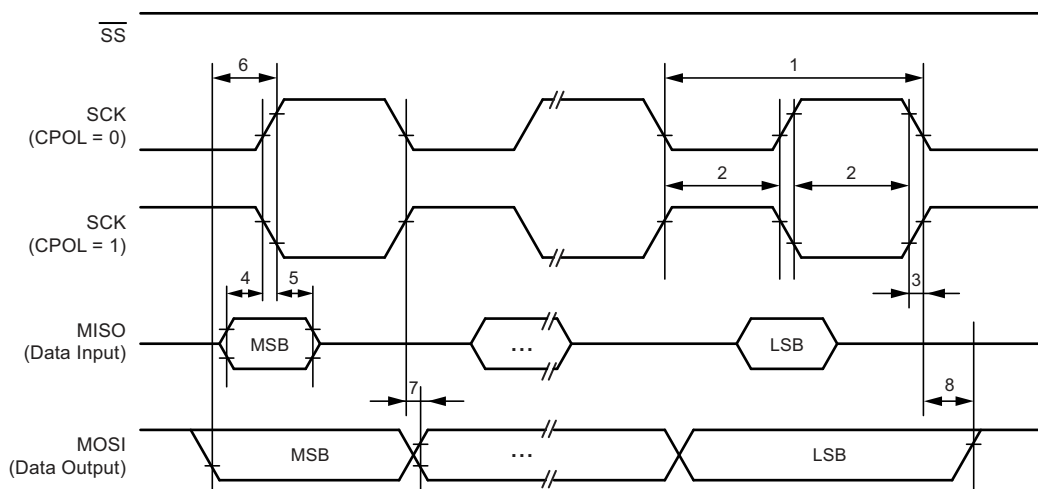 SS
6
1
SCK
(CPOL = 0)
2
2
SCK
(CPOL = 1)
4
5
3
MISO
(Data Input)
MSB
...
LSB
7
8
MOSI
(Data Output)
MSB
...
LSB